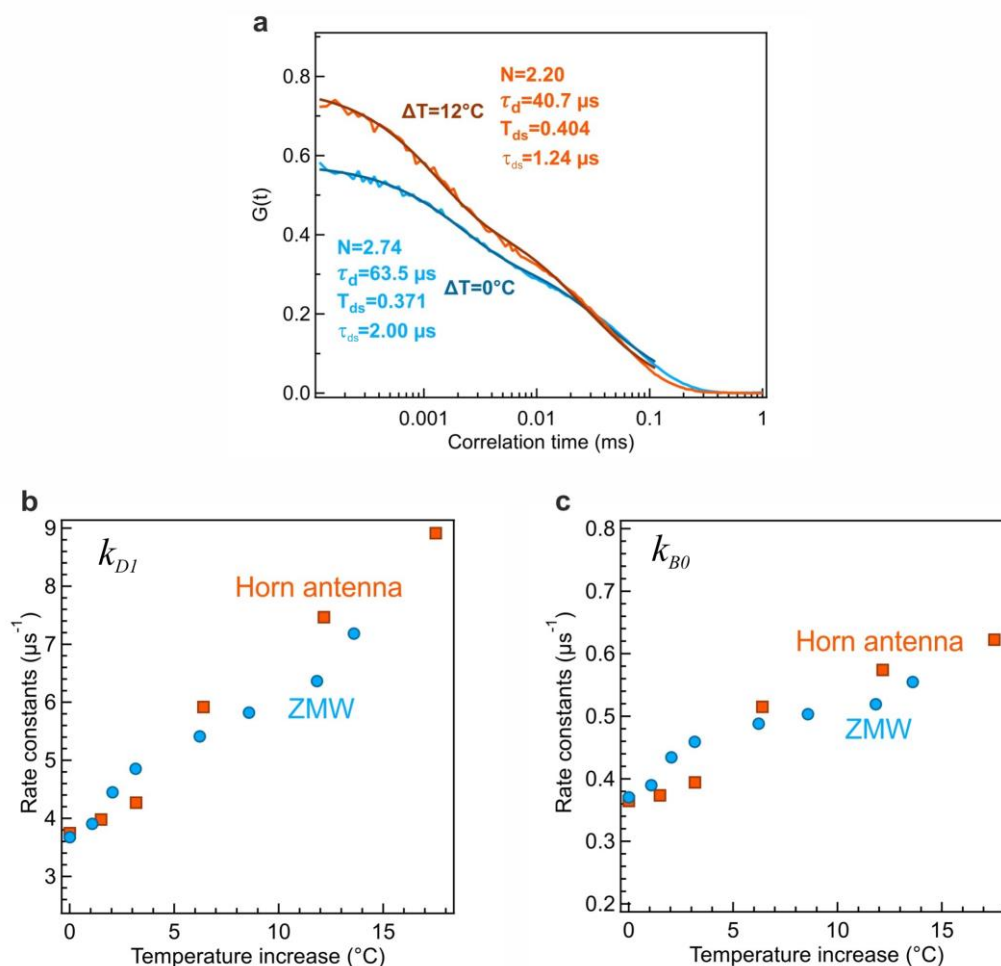 a
0.8
0.6
0.4
0.2
0.0
G(t)
0.001
0.01
0.1
1
Correlation time (ms)
ΔT=12°C
N=2.20
τd=40.7 µs
Tds=0.404
τds=1.24 µs
N=2.74
τd=63.5 µs
Tds=0.371
τds=2.00 µs
ΔT=0°C
b
kD1
9
8
7
6
5
4
3
Rate constants (µs-1)
Horn antenna
ZMW
0
5
10
15
Temperature increase (°C)
c
kB0
0.8
0.7
0.6
0.5
0.4
0.3
0.2
Rate constants (µs-1)
Horn antenna
ZMW
0
5
10
15
Temperature increase (°C)